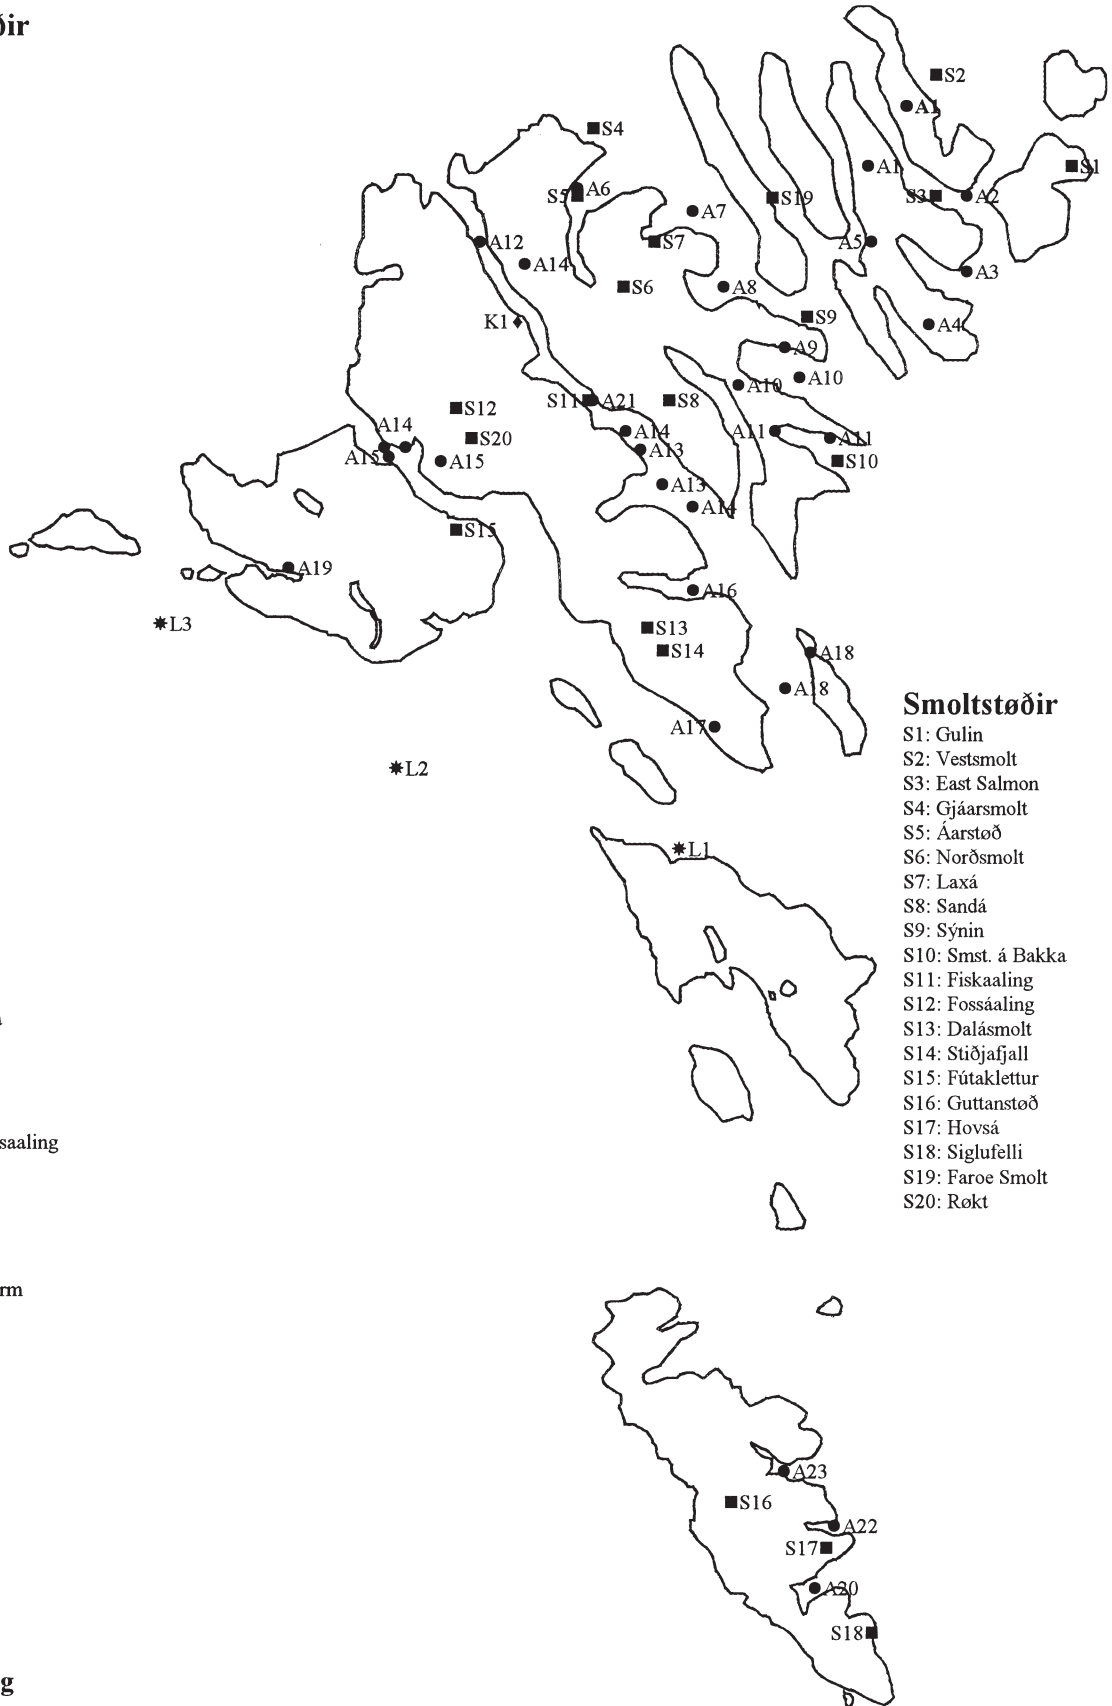 ðir
S2
A1
S4
A1
S1
A6
S5
S19
S3
A2
A7
A12
S7
A5
A14
A3
S6
A8
K1
S9
A4
A9
A10
A10
S11
A21
S8
S12
A14
S20
A14
A11
A11
A15
A15
A13
S10
A13
A14
S15
A19
A16
L3
S13
S14
A18
A18
A17
L2
L1
Smoltstøðir
S1: Gulin
S2: Vestsmolt
S3: East Salmon
S4: Gjáarsmolt
S5: Áarstøð
S6: Norðsmolt
S7: Laxá
S8: Sandá
S9: Sýnin
S10: Smst. á Bakka
S11: Fiskaaling
S12: Fossáaling
S13: Dalásmolt
S14: Stiðjafjall
S15: Fútaklettur
S16: Guttanstøð
S17: Hovsá
S18: Siglufelli
S19: Faroe Smolt
S20: Røkt
saaling
rm
A23
S16
A22
S17
A20
S18
g